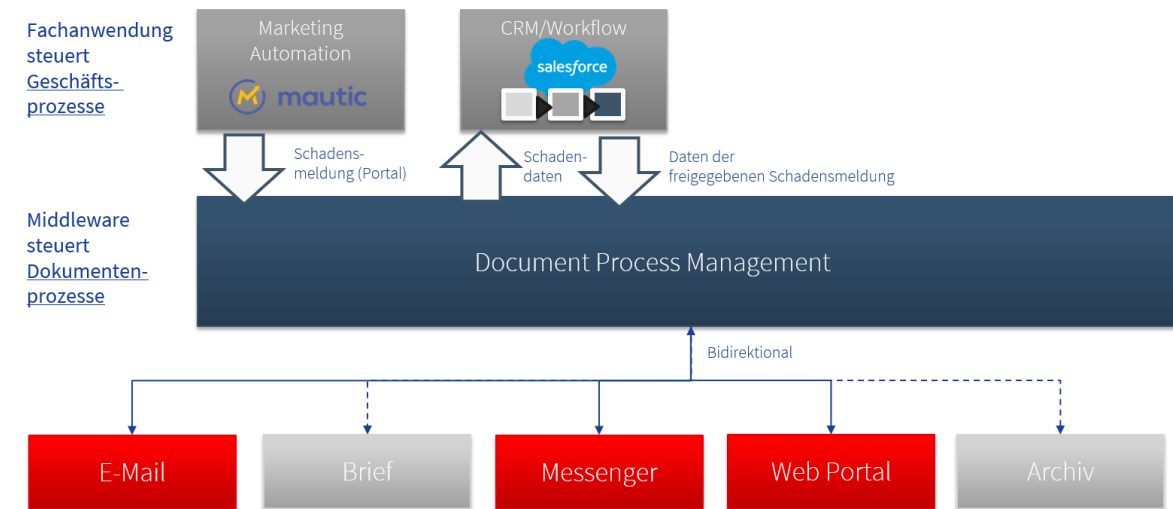 Fachanwendung
steuert
Geschäfts-
prozesse
Marketing
Automation
mautic
CRM/Workflow
salesforce
Schadens-
meldung (Portal)
Schaden-
daten
Daten der
freigegebenen Schadensmeldung
Middleware
steuert
Dokumenten-
prozesse
Document Process Management
Bidirektional
E-Mail
Brief
Messenger
Web Portal
Archiv